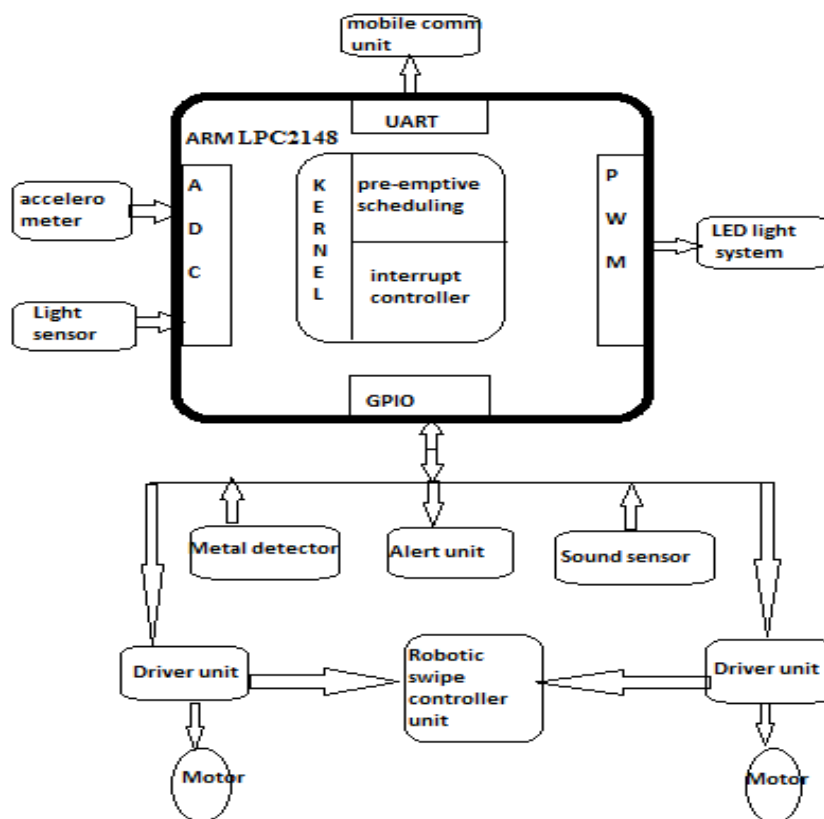 mobile comm
unit
UART
ARM LPC2148
A
D
C
K
E
R
N
E
L
pre-emptive
scheduling
interrupt
controller
P
W
M
accelero
meter
Light
sensor
LED light
system
GPIO
Metal detector
Alert unit
Sound sensor
Driver unit
Robotic
swipe
controller
unit
Driver unit
Motor
Motor